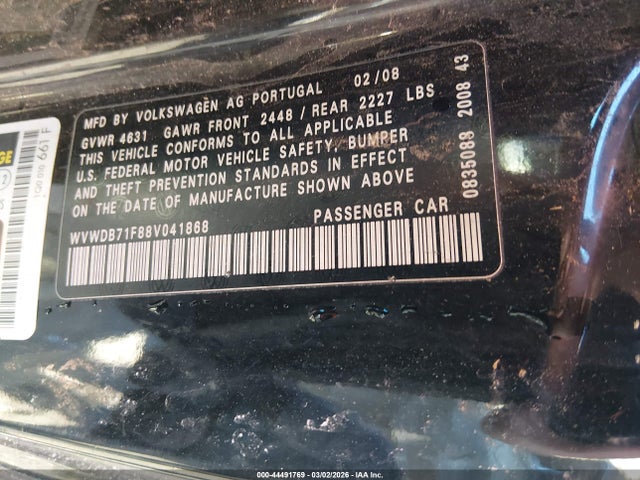 MFD BY VOLKSWAGEN AG PORTUGAL 02/08
GVWR 4631 GAWR FRONT 2448 / REAR 2227 LBS
THIS VEHICLE CONFORMS TO ALL APPLICABLE
U.S. FEDERAL MOTOR VEHICLE SAFETY, BUMPER
AND THEFT PREVENTION STANDARDS IN EFFECT
ON THE DATE OF MANUFACTURE SHOWN ABOVE
WVWDB71F88V041868 PASSENGER CAR
0835088 2008 43
661F
000-44491769 - 03/02/2026 - IAA Inc.